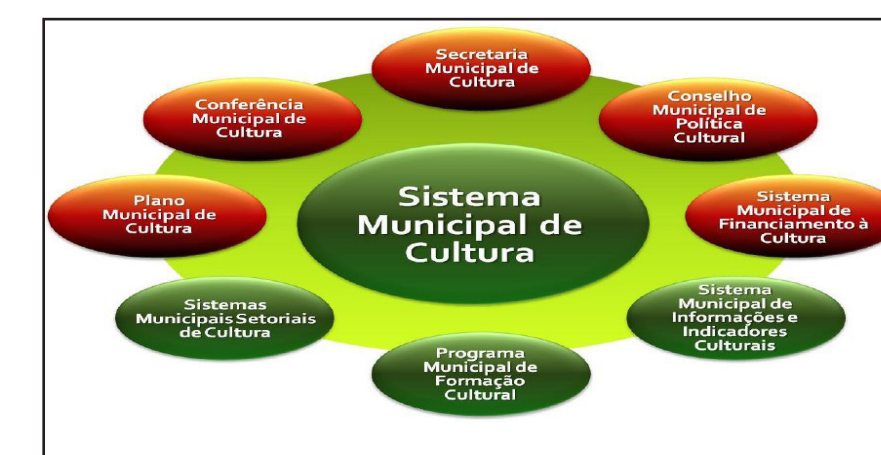 Secretaria
Municipal de
Cultura
Conferência
Municipal de
Cultura
Conselho
Municipal de
Política
Cultural
Plano
Municipal de
Cultura
Sistema
Municipal de
Cultura
Sistema
Municipal de
Financiamento à
Cultura
Sistemas
Municipais Setoriais
de Cultura
Sistema
Municipal de
Informações e
Indicadores
Culturais
Programa
Municipal de
Formação
Cultural